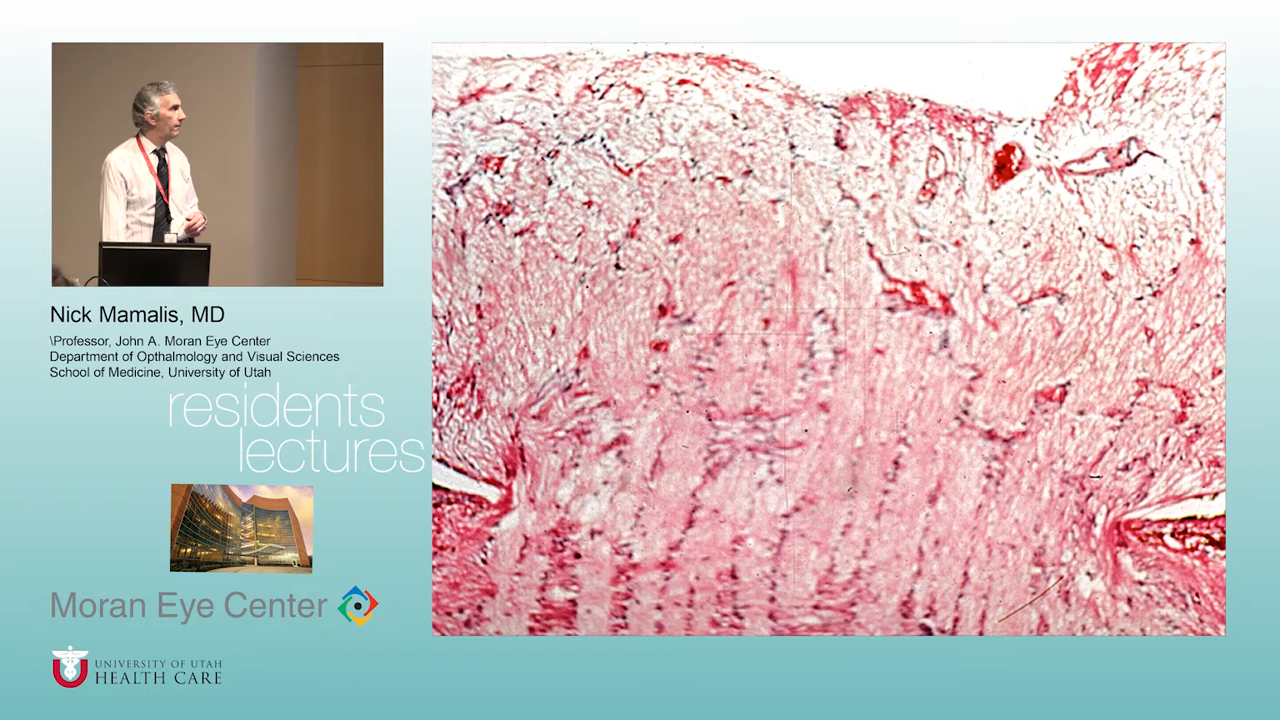 Nick Mamalis, MD
\Professor, John A. Moran Eye Center
Department of Opthalmology and Visual Sciences
School of Medicine, University of Utah
residents
lectures
Moran Eye Center
UNIVERSITY OF UTAH
HEALTH CARE